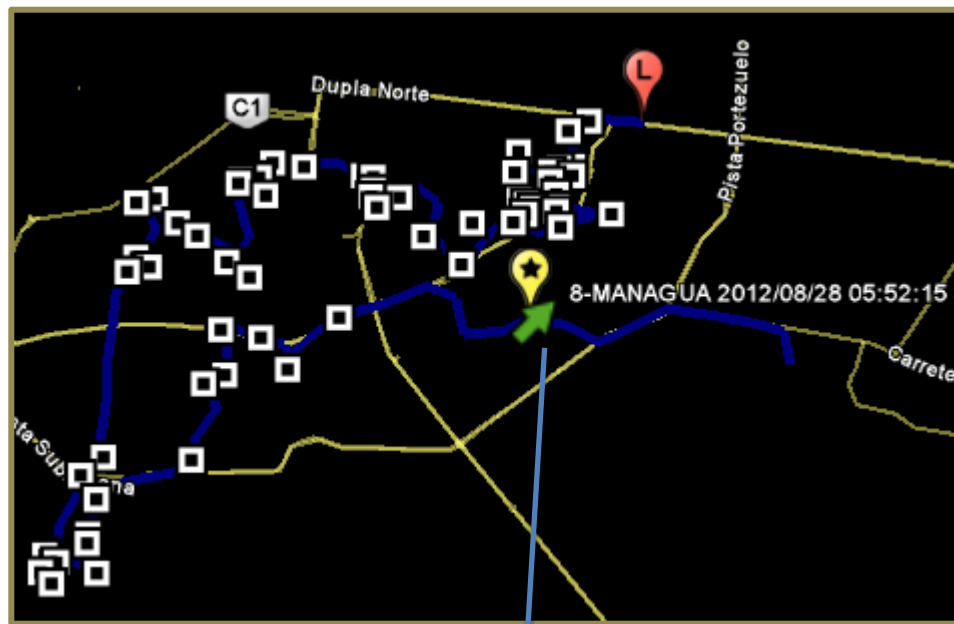 Dupla Norte
C1
L
Pista Portezuelo
8-MANAGUA 2012/08/28 05:52:15
Carrete